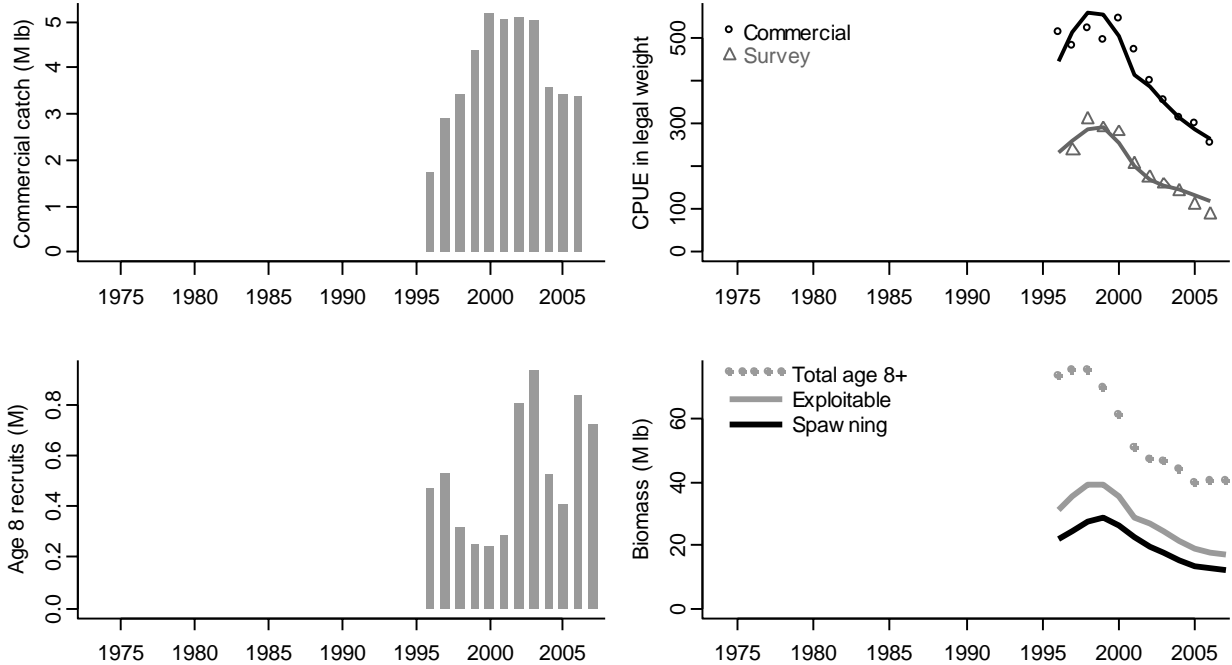 Commercial catch (M lb)
0 1 2 3 4 5
1975 1980 1985 1990 1995 2000 2005
CPUE in legal weight
0 100 300 500
Commercial
Survey
1975 1980 1985 1990 1995 2000 2005
Age 8 recruits (M)
0.0 0.2 0.4 0.6 0.8
1975 1980 1985 1990 1995 2000 2005
Biomass (M lb)
0 20 40 60
Total age 8+
Exploitable
Spaw ning
1975 1980 1985 1990 1995 2000 2005